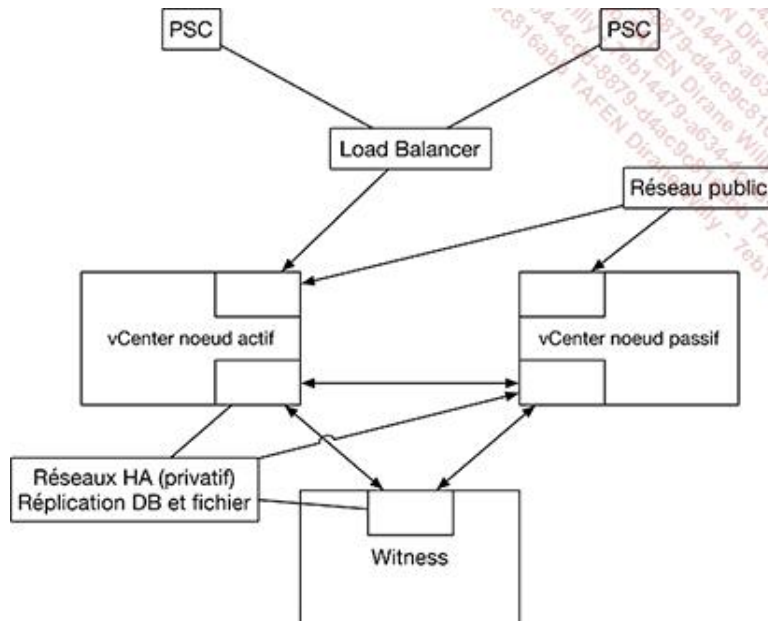 PSC
PSC
Load Balancer
Réseau public
vCenter noeud actif
vCenter noeud passif
Réseaux HA (privatif)
Réplication DB et fichier
Witness